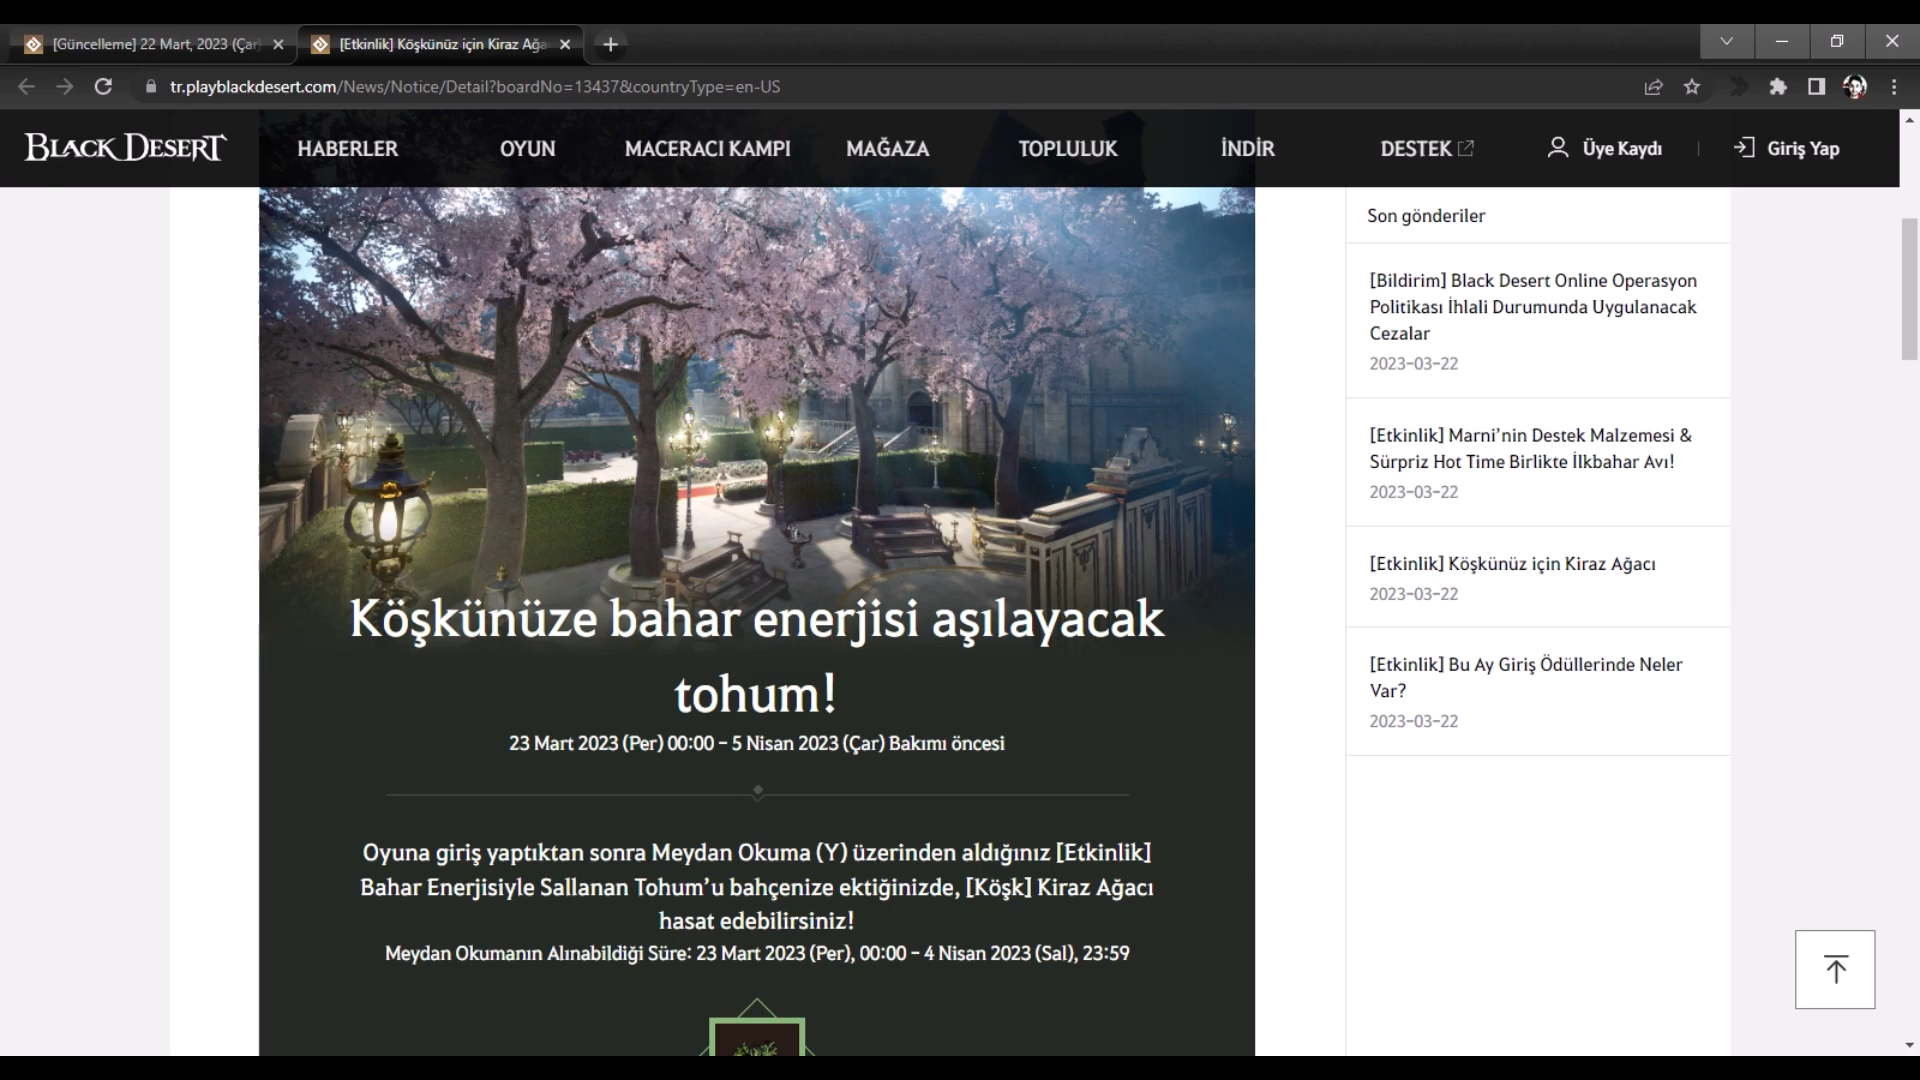 [Güncelleme] 22 Mart, 2023 (Çar)
[Etkinlik] Köşkünüz için Kiraz Ağa
tr.playblackdesert.com/News/Notice/Detail?boardNo=13437&countryType=en-US
BLACK DESERT
HABERLER
OYUN
MACERACI KAMPI
MAĞAZA
TOPLULUK
İNDİR
DESTEK
Üye Kaydı
Giriş Yap
Köşkünüze bahar enerjisi aşılayacak
tohum!
23 Mart 2023 (Per) 00:00 – 5 Nisan 2023 (Çar) Bakımı öncesi
Oyuna giriş yaptıktan sonra Meydan Okuma (Y) üzerinden aldığınız [Etkinlik]
Bahar Enerjisiyle Sallanan Tohum’u bahçenize ektiğinizde, [Köşk] Kiraz Ağacı
hasat edebilirsiniz!
Meydan Okumanın Alınabildiği Süre: 23 Mart 2023 (Per), 00:00 – 4 Nisan 2023 (Sal), 23:59
Son gönderiler
[Bildirim] Black Desert Online Operasyon
Politikası İhlali Durumunda Uygulanacak
Cezalar
2023-03-22
[Etkinlik] Marni’nin Destek Malzemesi &
Sürpriz Hot Time Birlikte İlkbahar Avı!
2023-03-22
[Etkinlik] Köşkünüz için Kiraz Ağacı
2023-03-22
[Etkinlik] Bu Ay Giriş Ödüllerinde Neler
Var?
2023-03-22